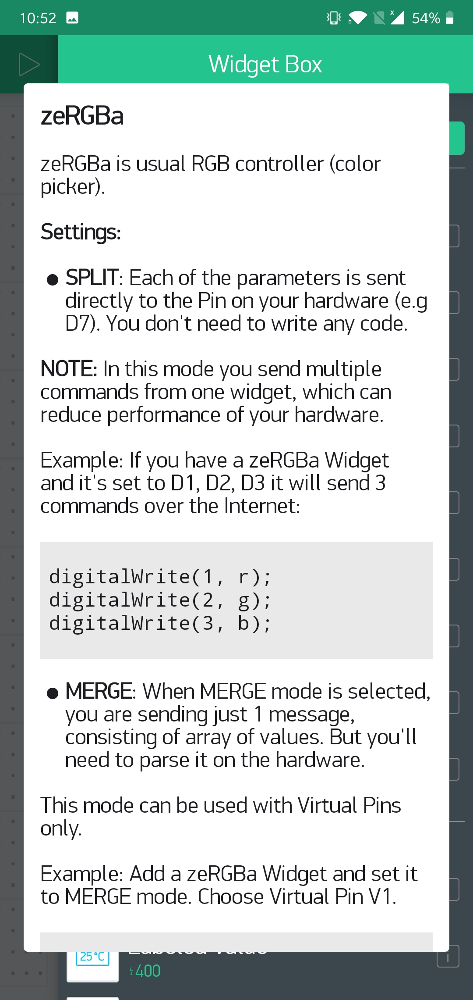 10:52
x
54%
Widget Box
zeRGBa
zeRGBa is usual RGB controller (color
picker).
Settings:
● SPLIT: Each of the parameters is sent
directly to the Pin on your hardware (e.g
D7). You don't need to write any code.
NOTE: In this mode you send multiple
commands from one widget, which can
reduce performance of your hardware.
Example: If you have a zeRGBa Widget
and it's set to D1, D2, D3 it will send 3
commands over the Internet:
digitalWrite(1, r);
digitalWrite(2, g);
digitalWrite(3, b);
● MERGE: When MERGE mode is selected,
you are sending just 1 message,
consisting of array of values. But you'll
need to parse it on the hardware.
This mode can be used with Virtual Pins
only.
Example: Add a zeRGBa Widget and set it
to MERGE mode. Choose Virtual Pin V1.
25°C
400
i